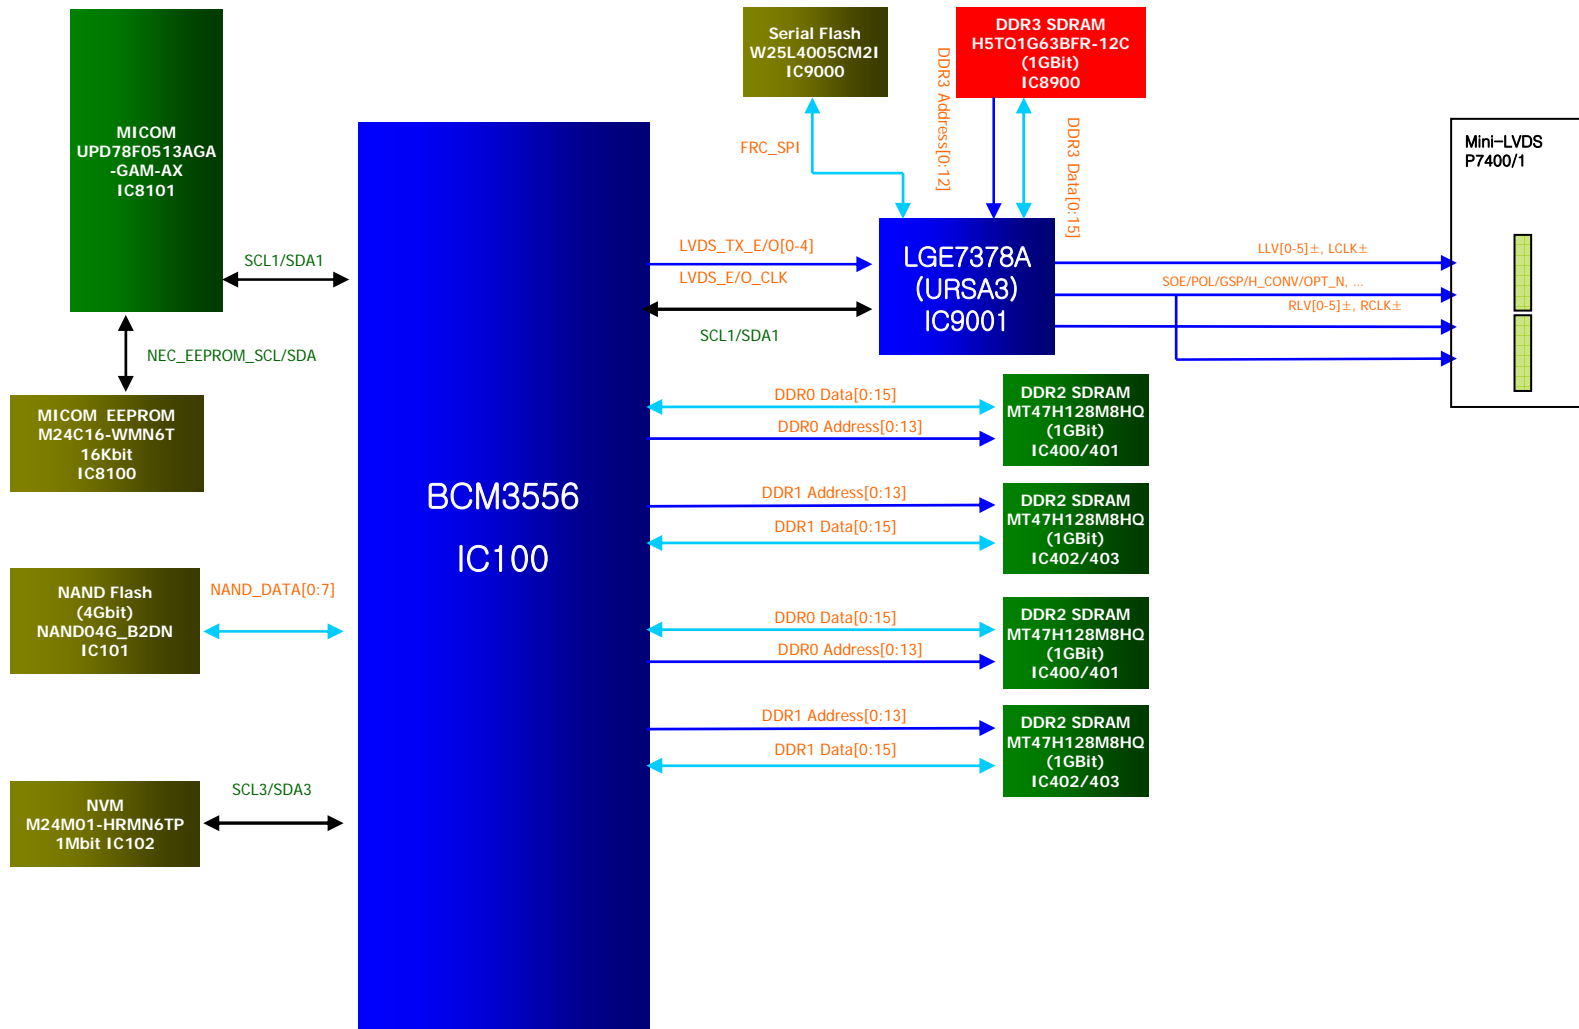 MICOM
UPD78F0513AGA
-GAM-AX
IC8101
SCL1/SDA1
NEC_EEPROM_SCL/SDA
MICOM EEPROM
M24C16-WMN6T
16Kbit
IC8100
NAND Flash
(4Gbit)
NAND04G_B2DN
IC101
NAND_DATA[0:7]
NVM
M24M01-HRMN6TP
1Mbit IC102
SCL3/SDA3
BCM3556
IC100
Serial Flash
W25L4005CM2I
IC9000
FRC_SPI
DDR3 SDRAM
H5TQ1G63BFR-12C
(1GBit)
IC8900
DDR3 Address[0:12]
DDR3 Data[0:15]
LVDS_TX_E/O[0-4]
LVDS_E/O_CLK
SCL1/SDA1
LGE7378A
(URSA3)
IC9001
LLV[0-5]±, LCLK±
SOE/POL/GSP/H_CONV/OPT_N, ...
RLV[0-5]±, RCLK±
Mini-LVDS
P7400/1
DDR0 Data[0:15]
DDR0 Address[0:13]
DDR2 SDRAM
MT47H128M8HQ
(1GBit)
IC400/401
DDR1 Address[0:13]
DDR1 Data[0:15]
DDR2 SDRAM
MT47H128M8HQ
(1GBit)
IC402/403
DDR0 Data[0:15]
DDR0 Address[0:13]
DDR2 SDRAM
MT47H128M8HQ
(1GBit)
IC400/401
DDR1 Address[0:13]
DDR1 Data[0:15]
DDR2 SDRAM
MT47H128M8HQ
(1GBit)
IC402/403